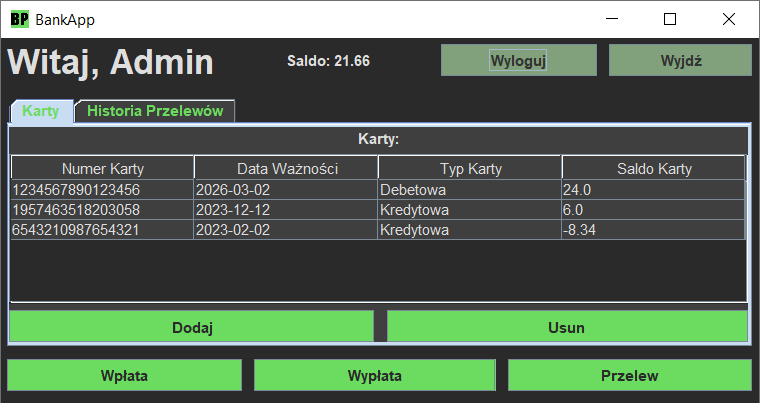 BP BankApp
Witaj, Admin Saldo: 21.66 Wyloguj Wyjdź
Karty Historia Przelewów
Karty:
Numer Karty Data Ważności Typ Karty Saldo Karty
1234567890123456 2026-03-02 Debetowa 24.0
1957463518203058 2023-12-12 Kredytowa 6.0
6543210987654321 2023-02-02 Kredytowa -8.34
Dodaj Usun
Wpłata Wypłata Przelew